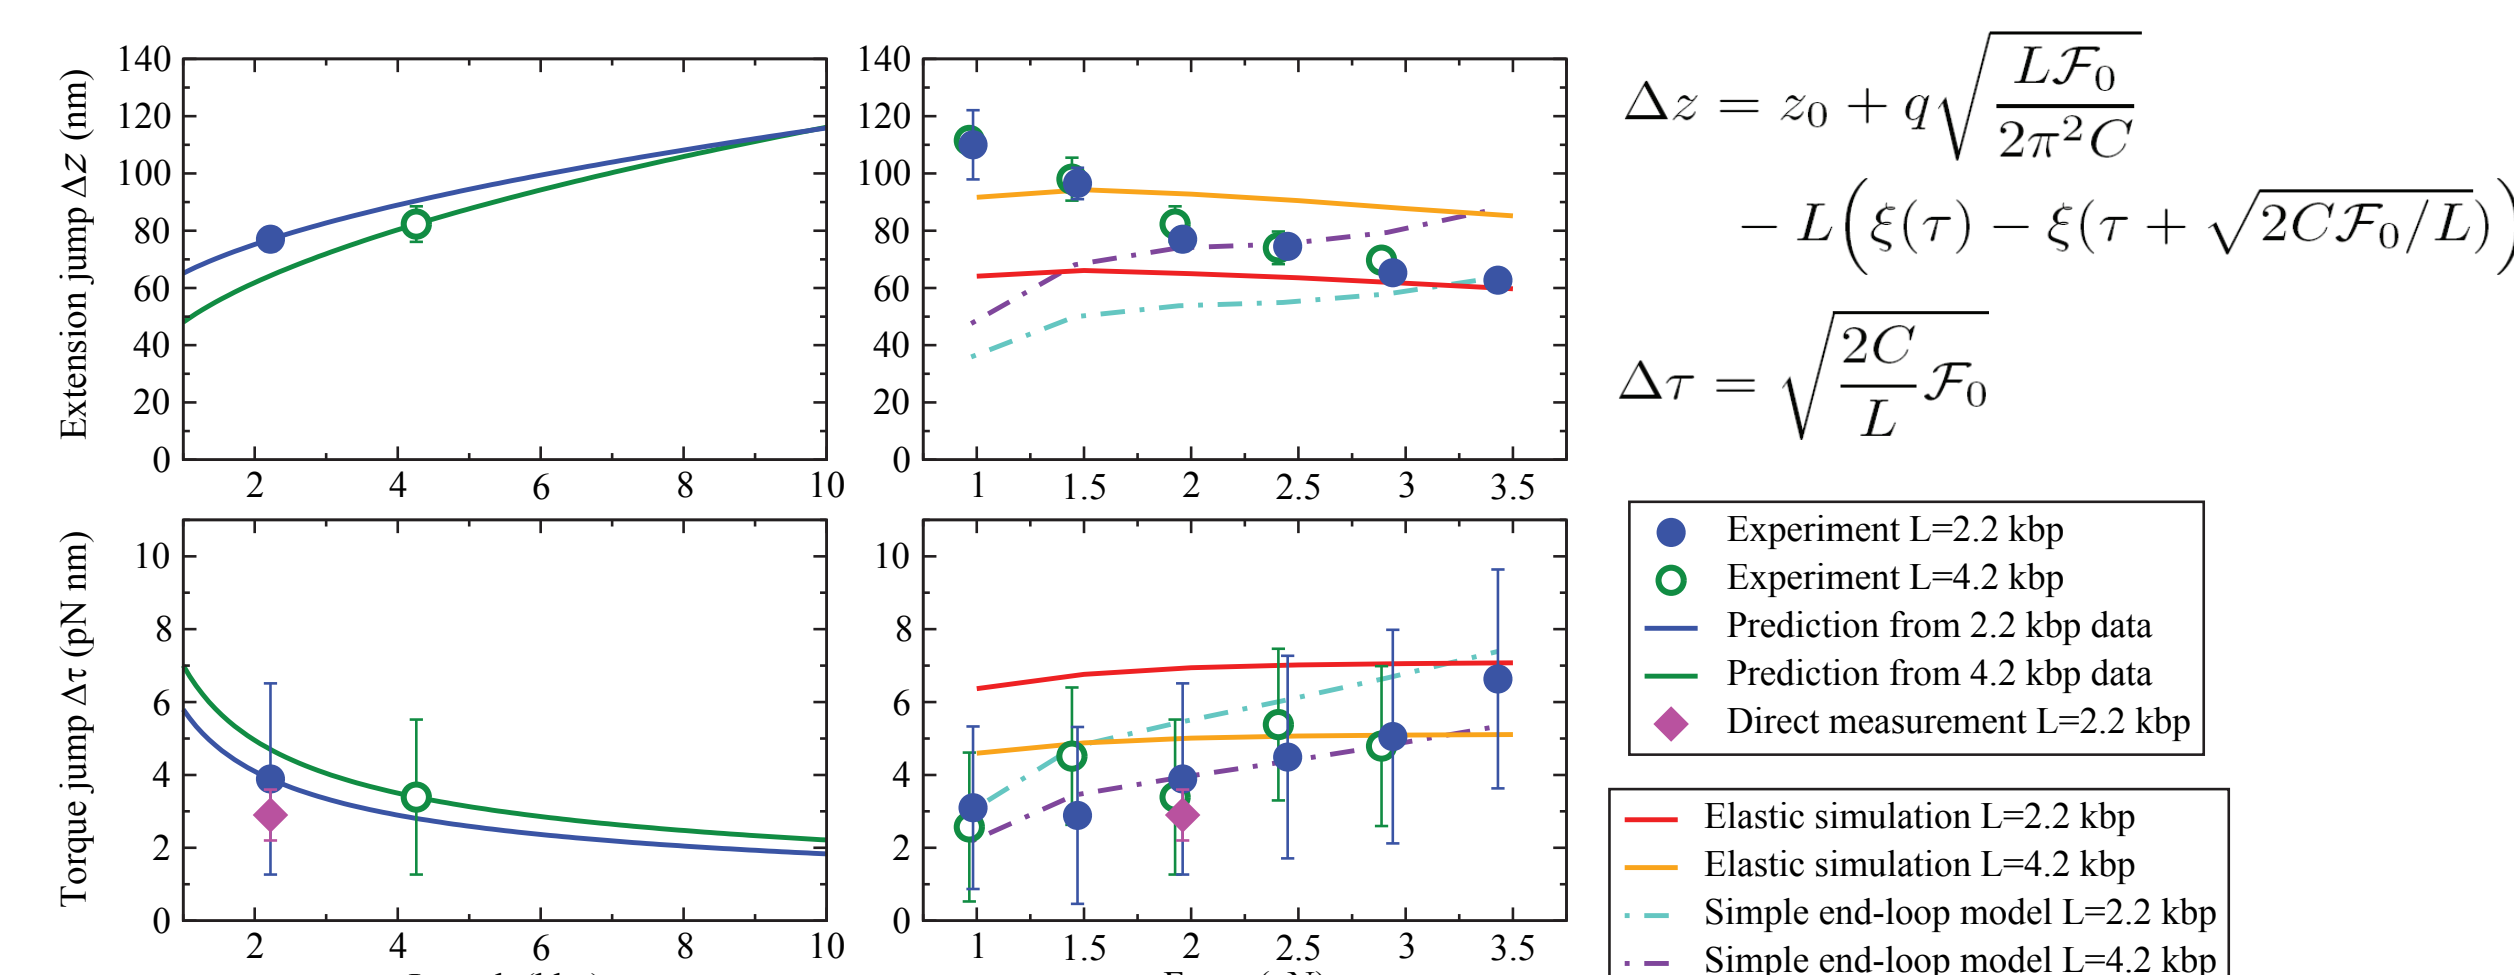 Extension jump Δz (nm)
140
120
100
80
60
40
20
0
2 4 6 8 10
140
120
100
80
60
40
20
0
1 1.5 2 2.5 3 3.5
Δz = z₀ + q√(LF₀/2π²C)
− L(ξ(τ) − ξ(τ + √2CF₀/L))
Δτ = √(2C/L F₀)
Torque jump Δτ (pN nm)
10
8
6
4
2
0
2 4 6 8 10
10
8
6
4
2
0
1 1.5 2 2.5 3 3.5
Experiment L=2.2 kbp
Experiment L=4.2 kbp
Prediction from 2.2 kbp data
Prediction from 4.2 kbp data
Direct measurement L=2.2 kbp
Elastic simulation L=2.2 kbp
Elastic simulation L=4.2 kbp
Simple end-loop model L=2.2 kbp
Simple end-loop model L=4.2 kbp